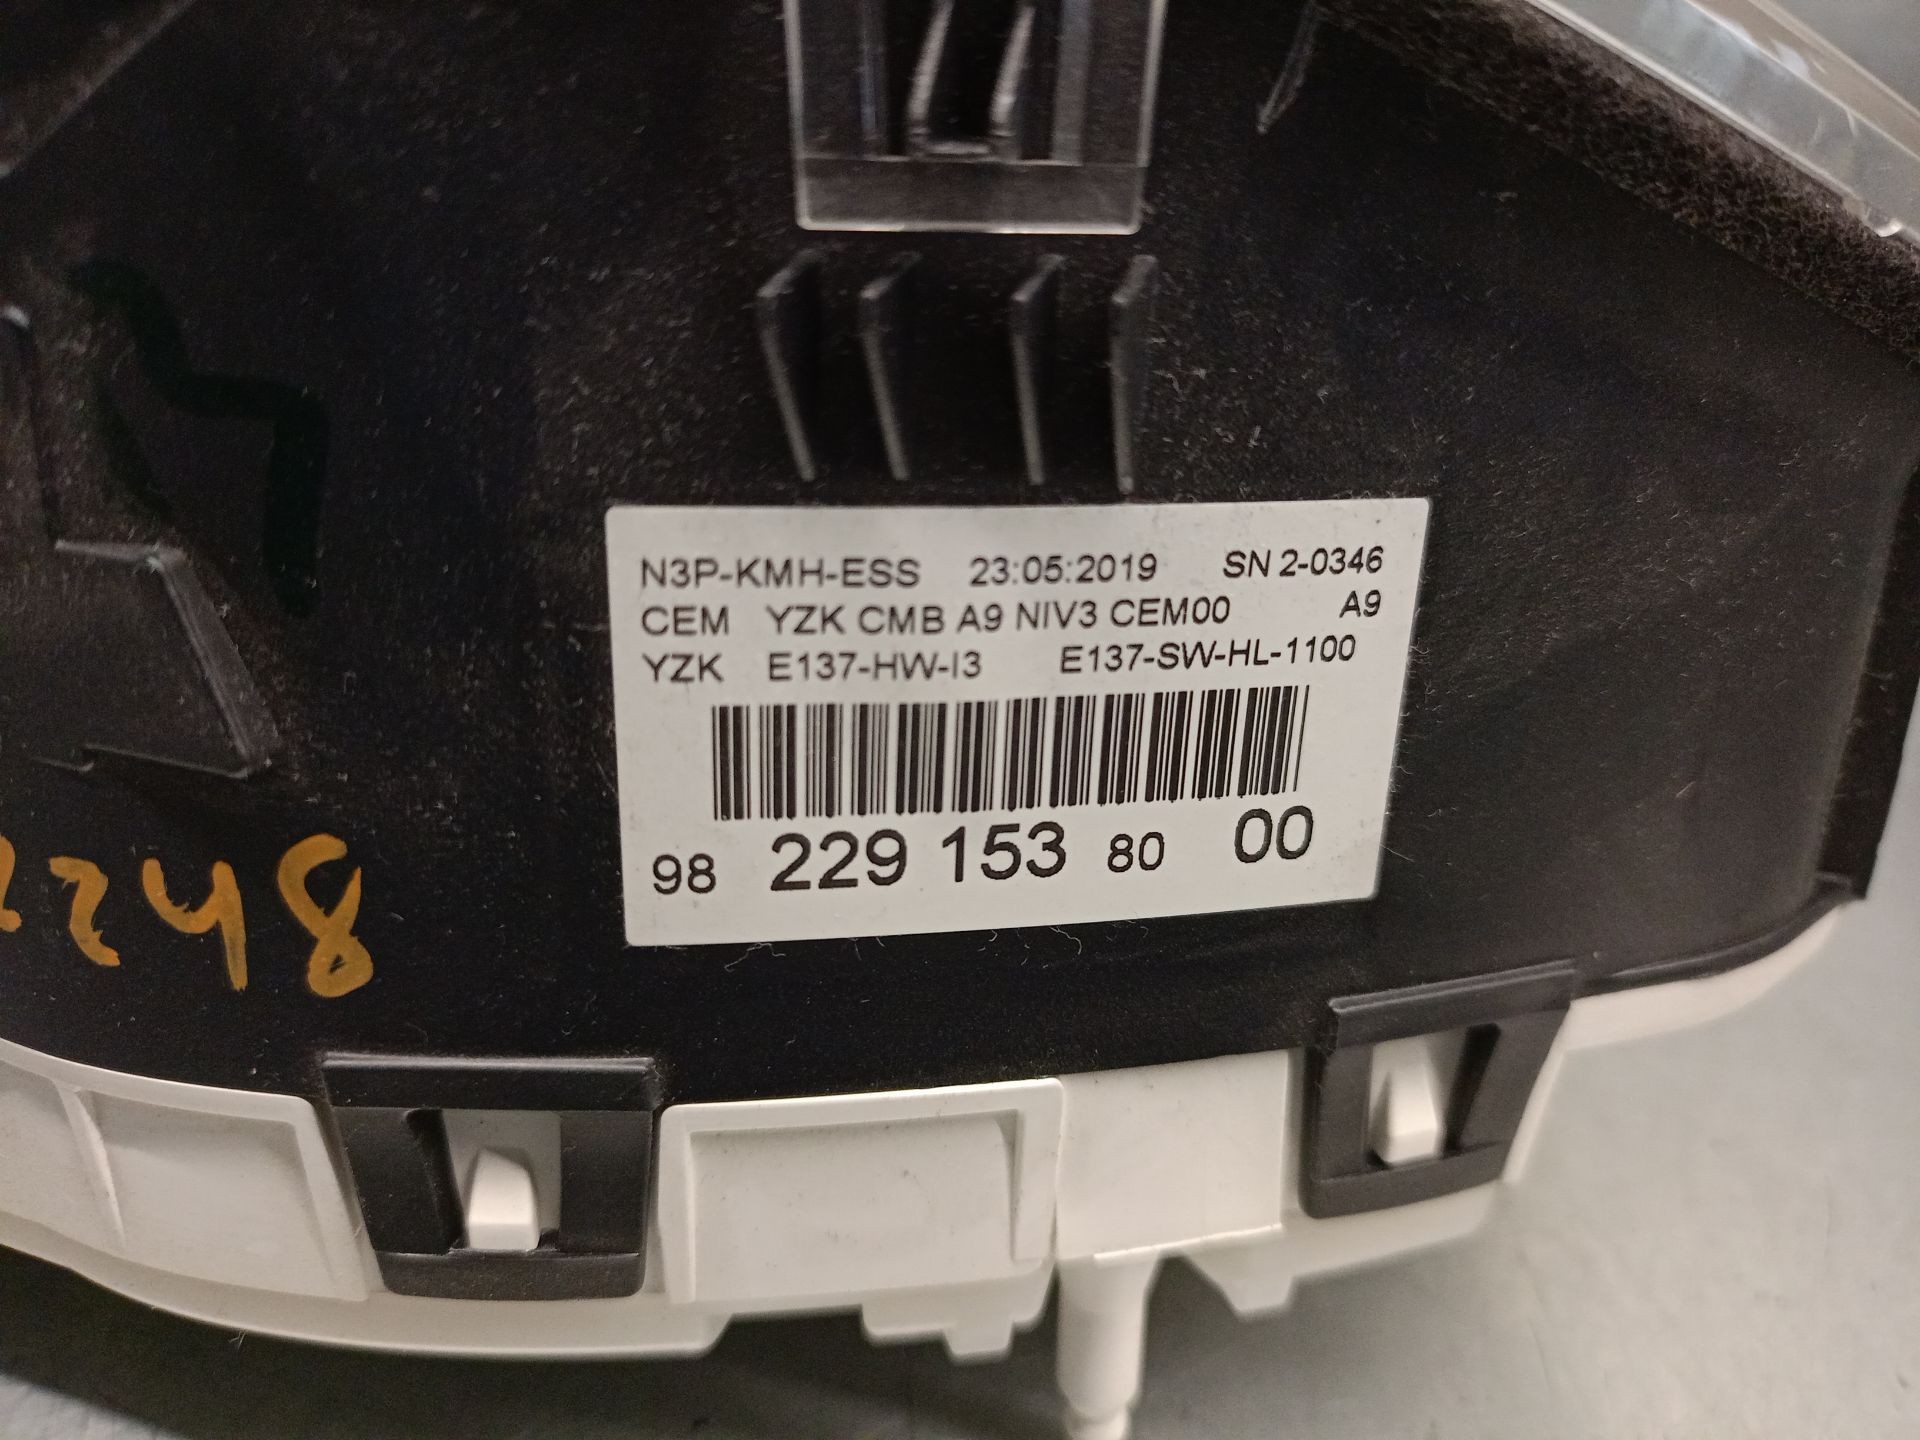 N3P-KMH-ESS 23:05:2019 SN 2-0346
CEM YZK CMB A9 NIV3 CEM00 A9
YZK E137-HW-I3 E137-SW-HL-1100
98 229 153 80 00
2248